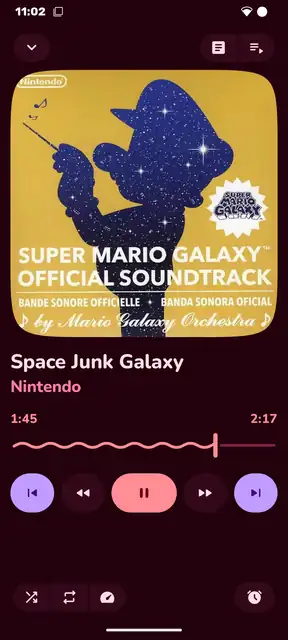 11:02
Nintendo
SUPER
MARIO
GALAXY
SUPER MARIO GALAXY™
OFFICIAL SOUNDTRACK
BANDE SONORE OFFICIELLE BANDA SONORA OFICIAL
♪ by Mario Galaxy Orchestra ♪
Space Junk Galaxy
Nintendo
1:45 2:17